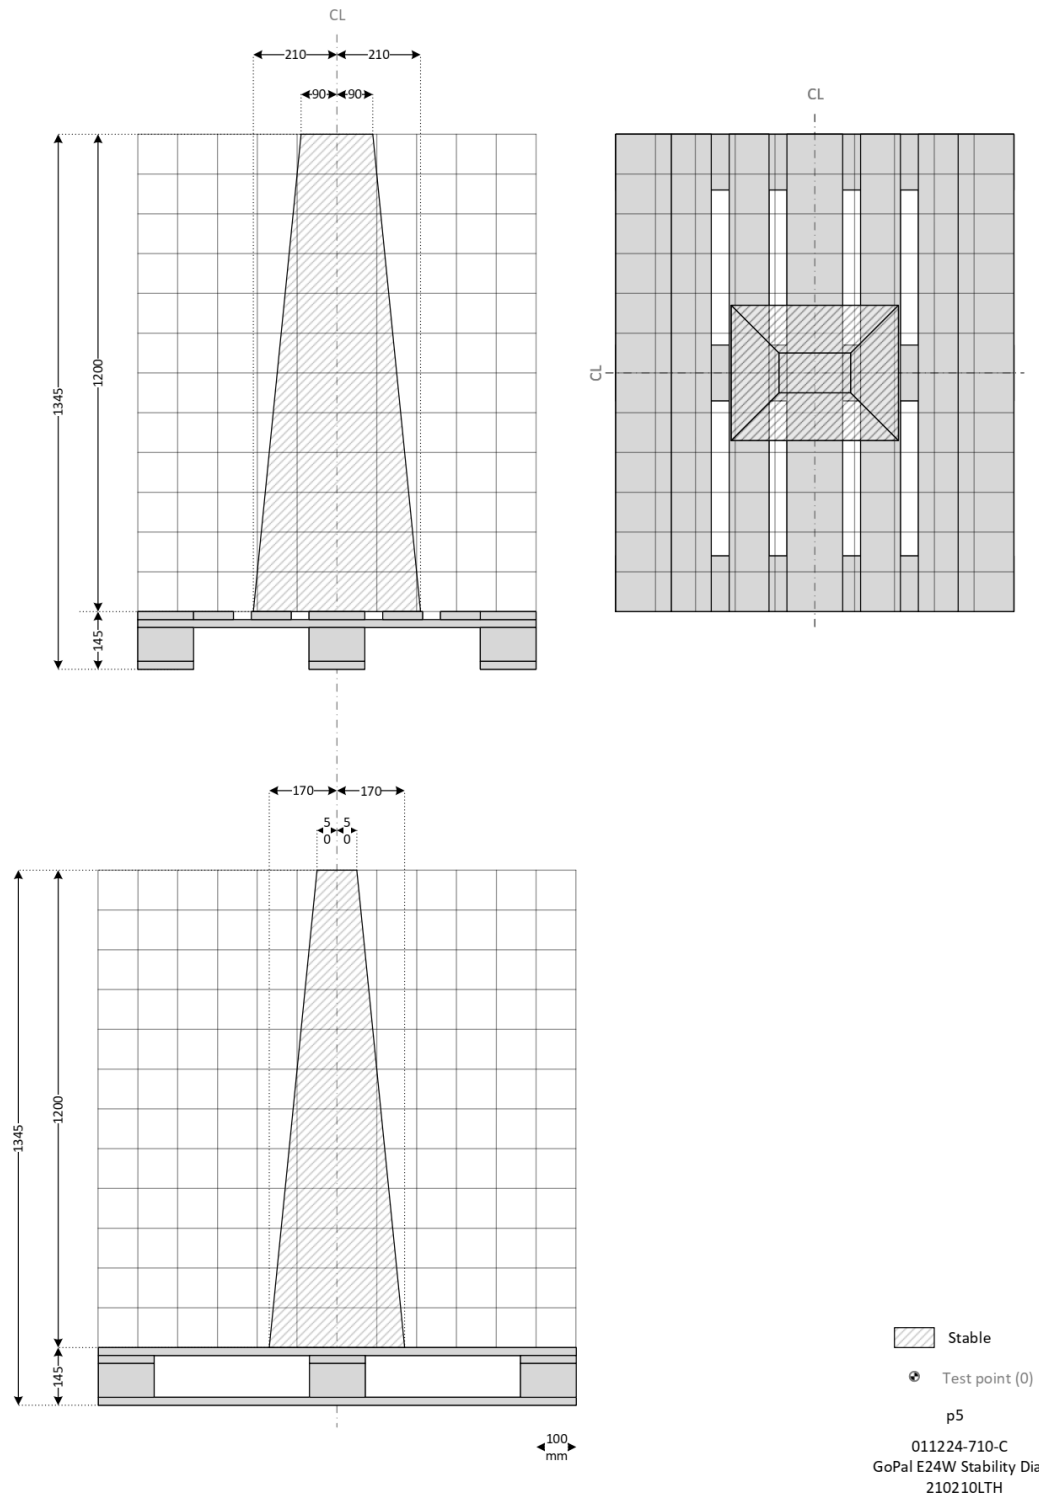 CL
210 210
90 90
CL
1200
1345
CL
145
170 170
5 5
0 0
1200
1345
145
Stable
Test point (0)
p5
100
mm
011224-710-C
GoPal E24W Stability Dia
210210LTH